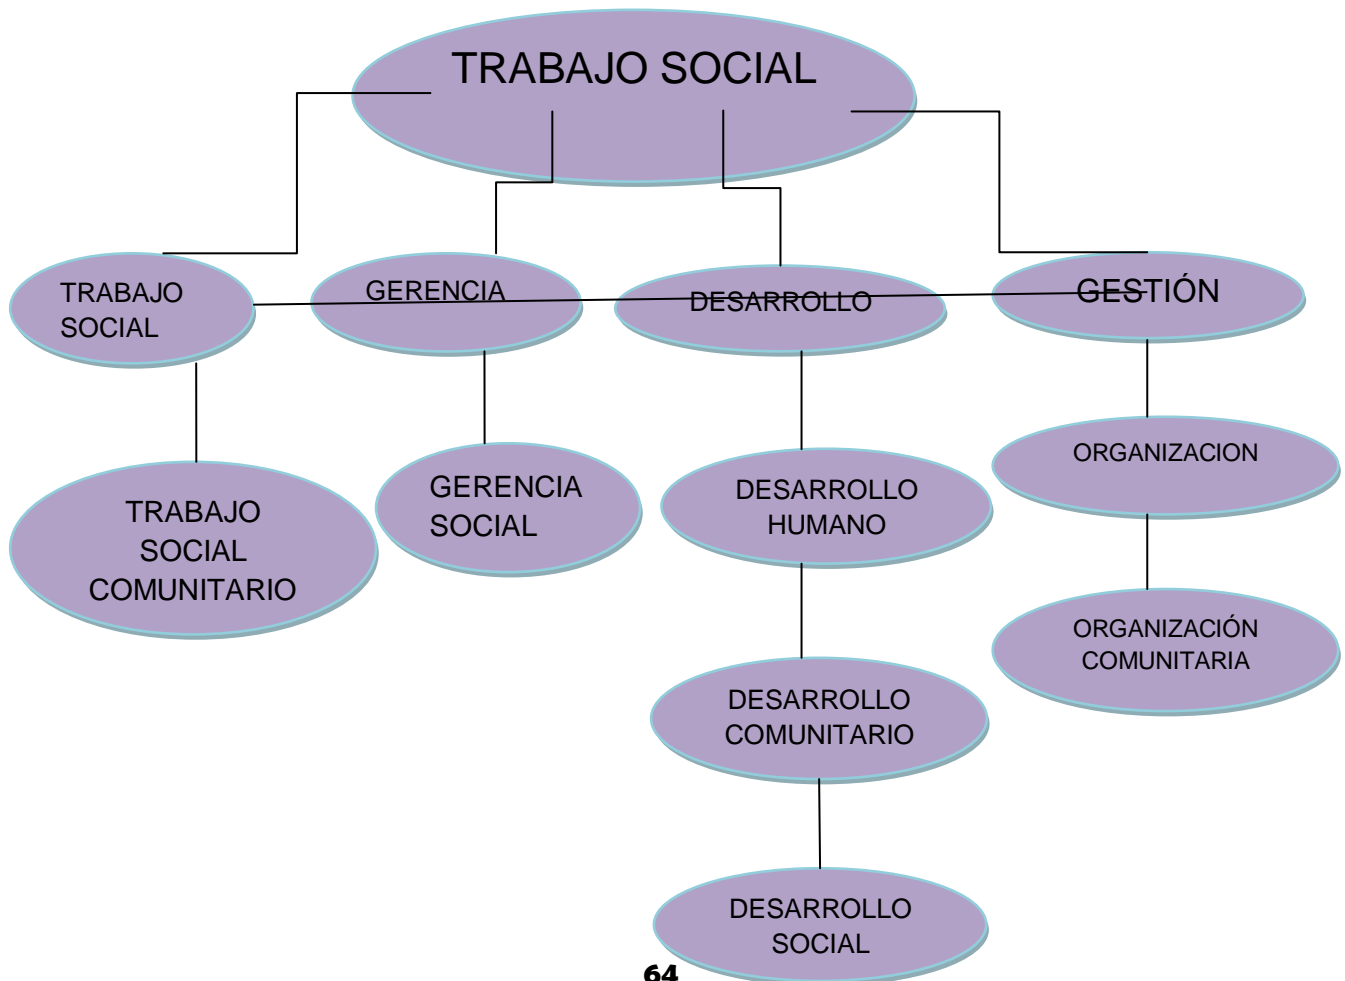 TRABAJO SOCIAL
TRABAJO
SOCIAL
GERENCIA
DESARROLLO
GESTIÓN
TRABAJO
SOCIAL
COMUNITARIO
GERENCIA
SOCIAL
DESARROLLO
HUMANO
ORGANIZACION
ORGANIZACIÓN
COMUNITARIA
DESARROLLO
COMUNITARIO
DESARROLLO
SOCIAL
64